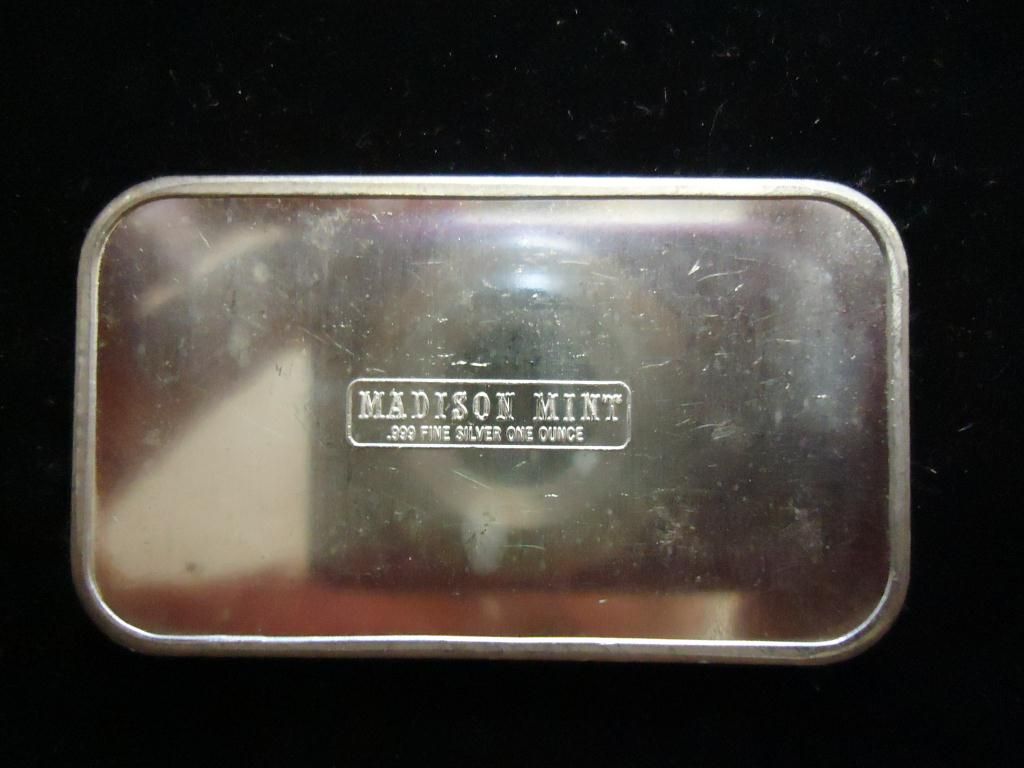 MADISON MINT
.999 FINE SILVER ONE OUNCE